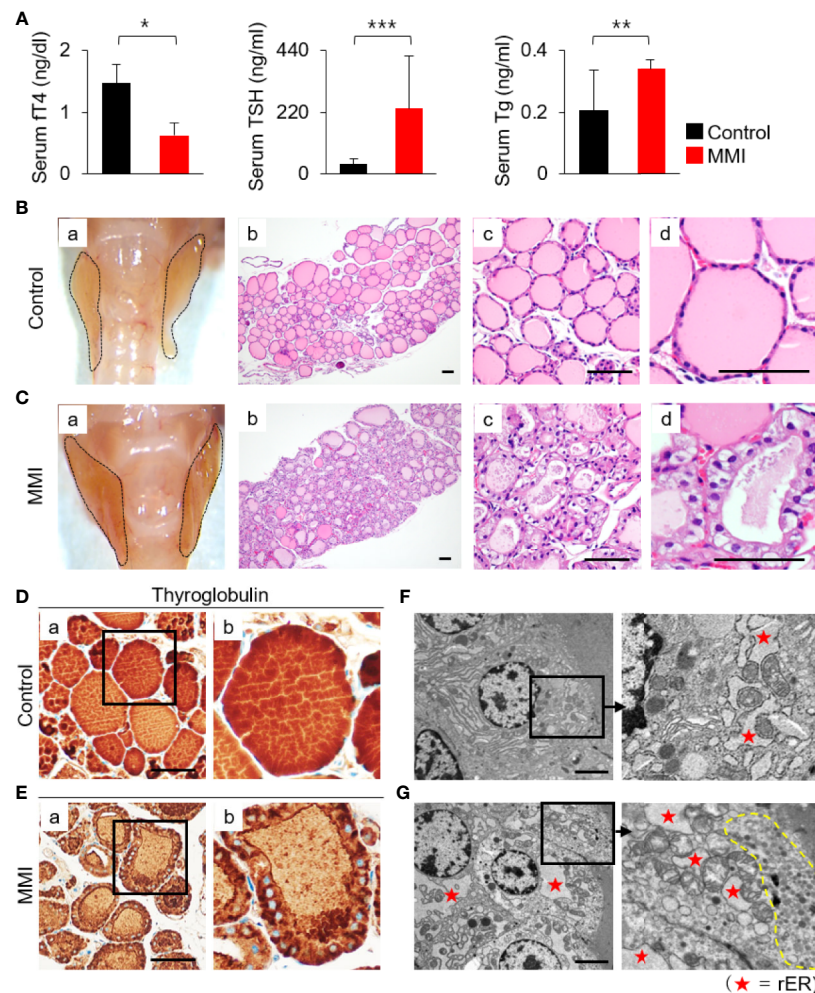 A
*
Serum fT4 (ng/dl)
2
1
0
***
Serum TSH (ng/ml)
440
220
0
**
Serum Tg (ng/ml)
0.4
0.2
0
Control
MMI
B
Control
a
b
c
d
C
MMI
a
b
c
d
Thyroglobulin
D
Control
a
b
E
MMI
a
b
F
G
(★ = rER)